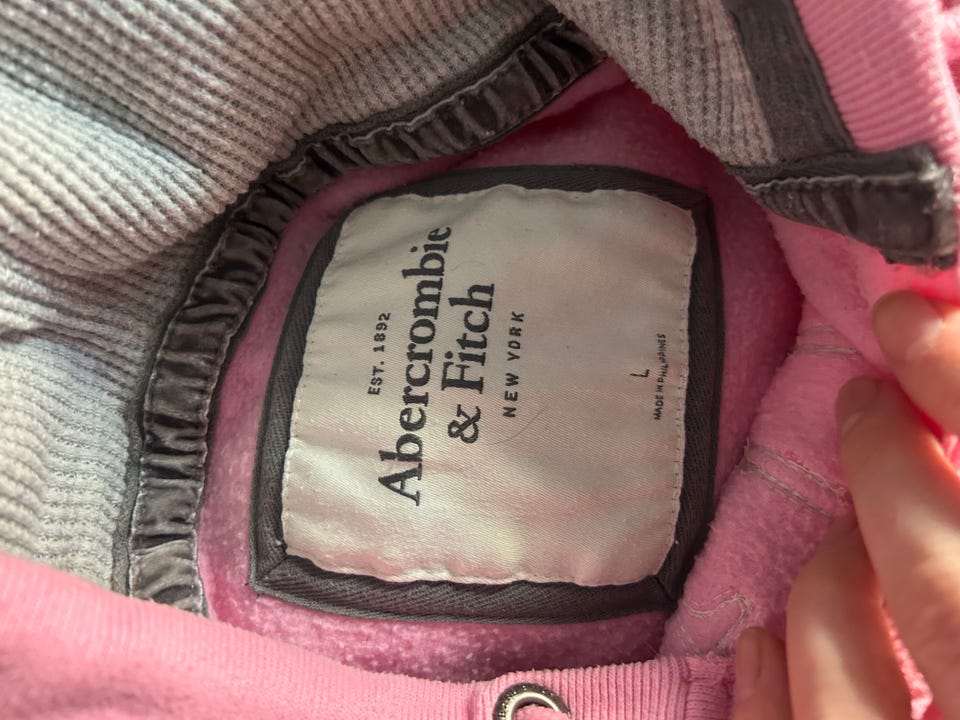 EST. 1892
Abercrombie
& Fitch
NEW YORK
L
MADE IN PHILIPPINES